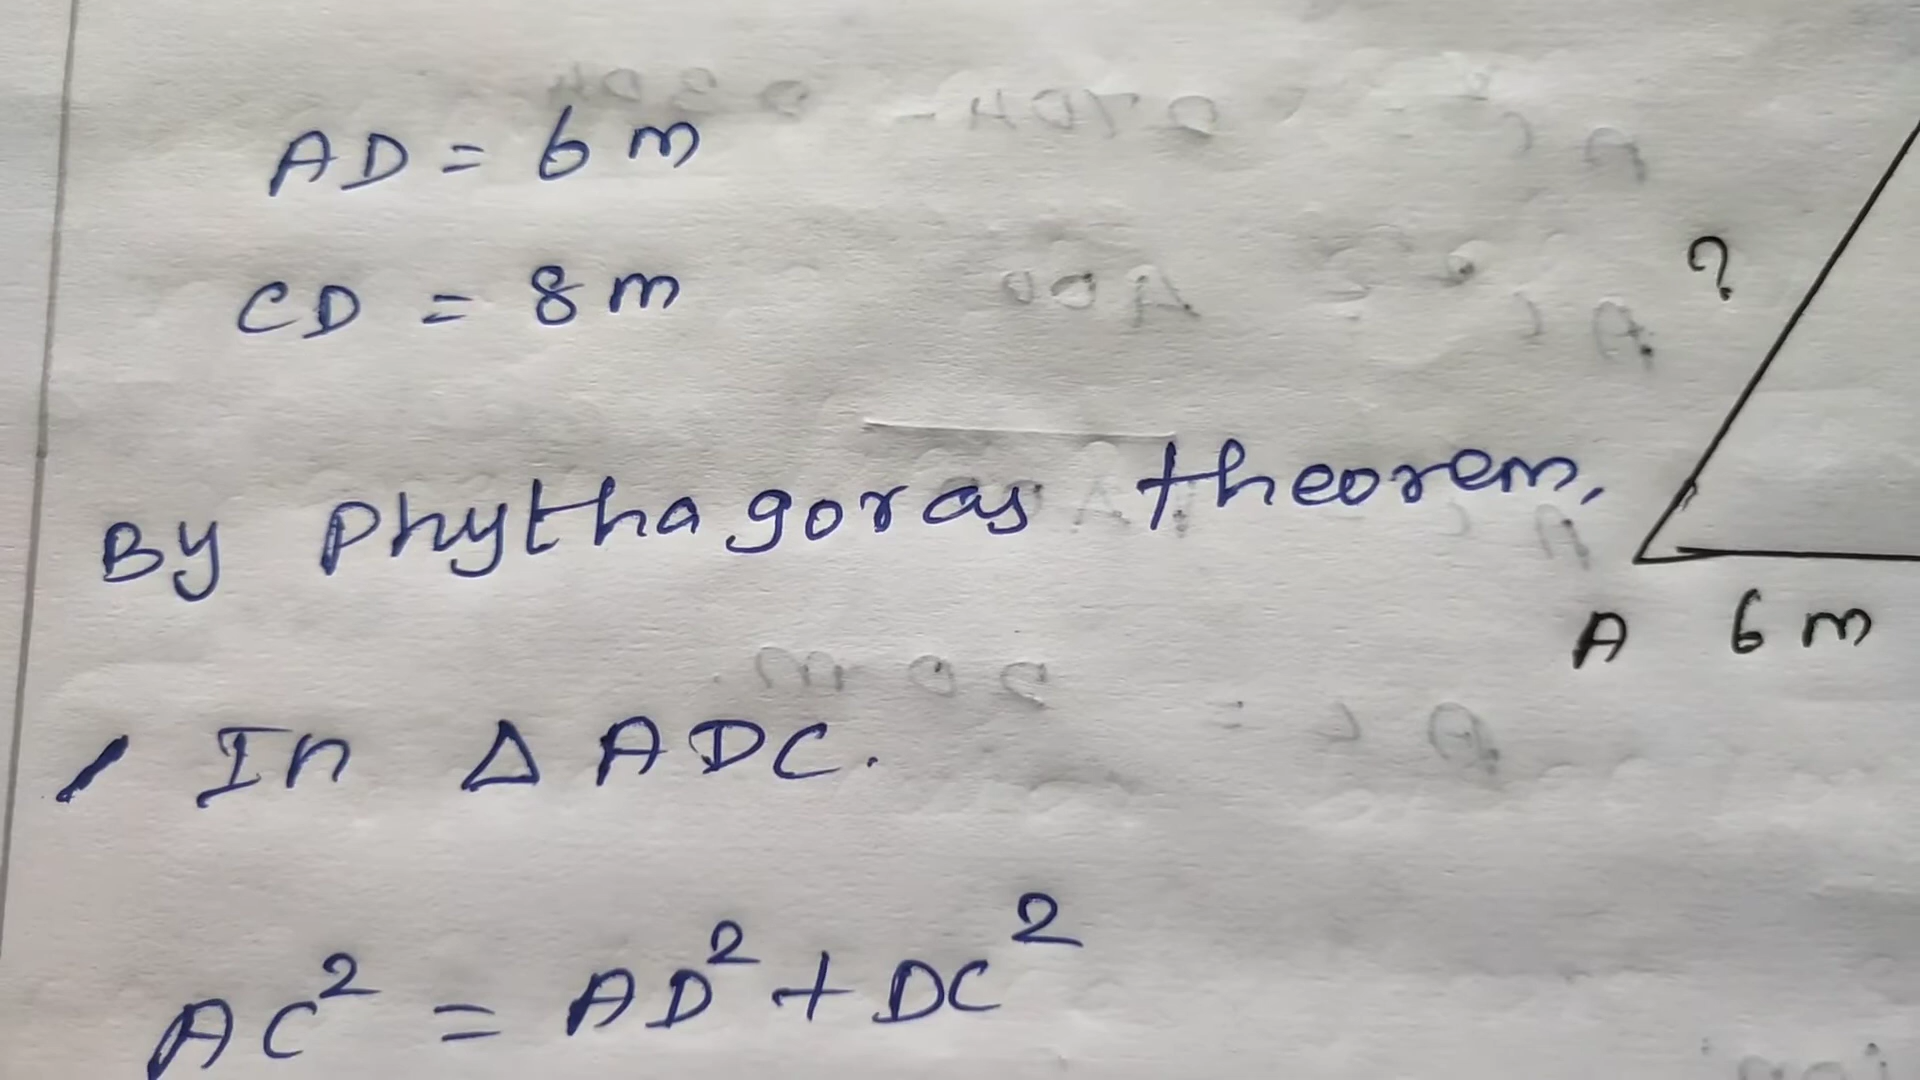 AD = 6 m
CD = 8 m
?
By Phythagoras theorem,
A 6 m
In Δ ADC.
AC² = AD² + DC²